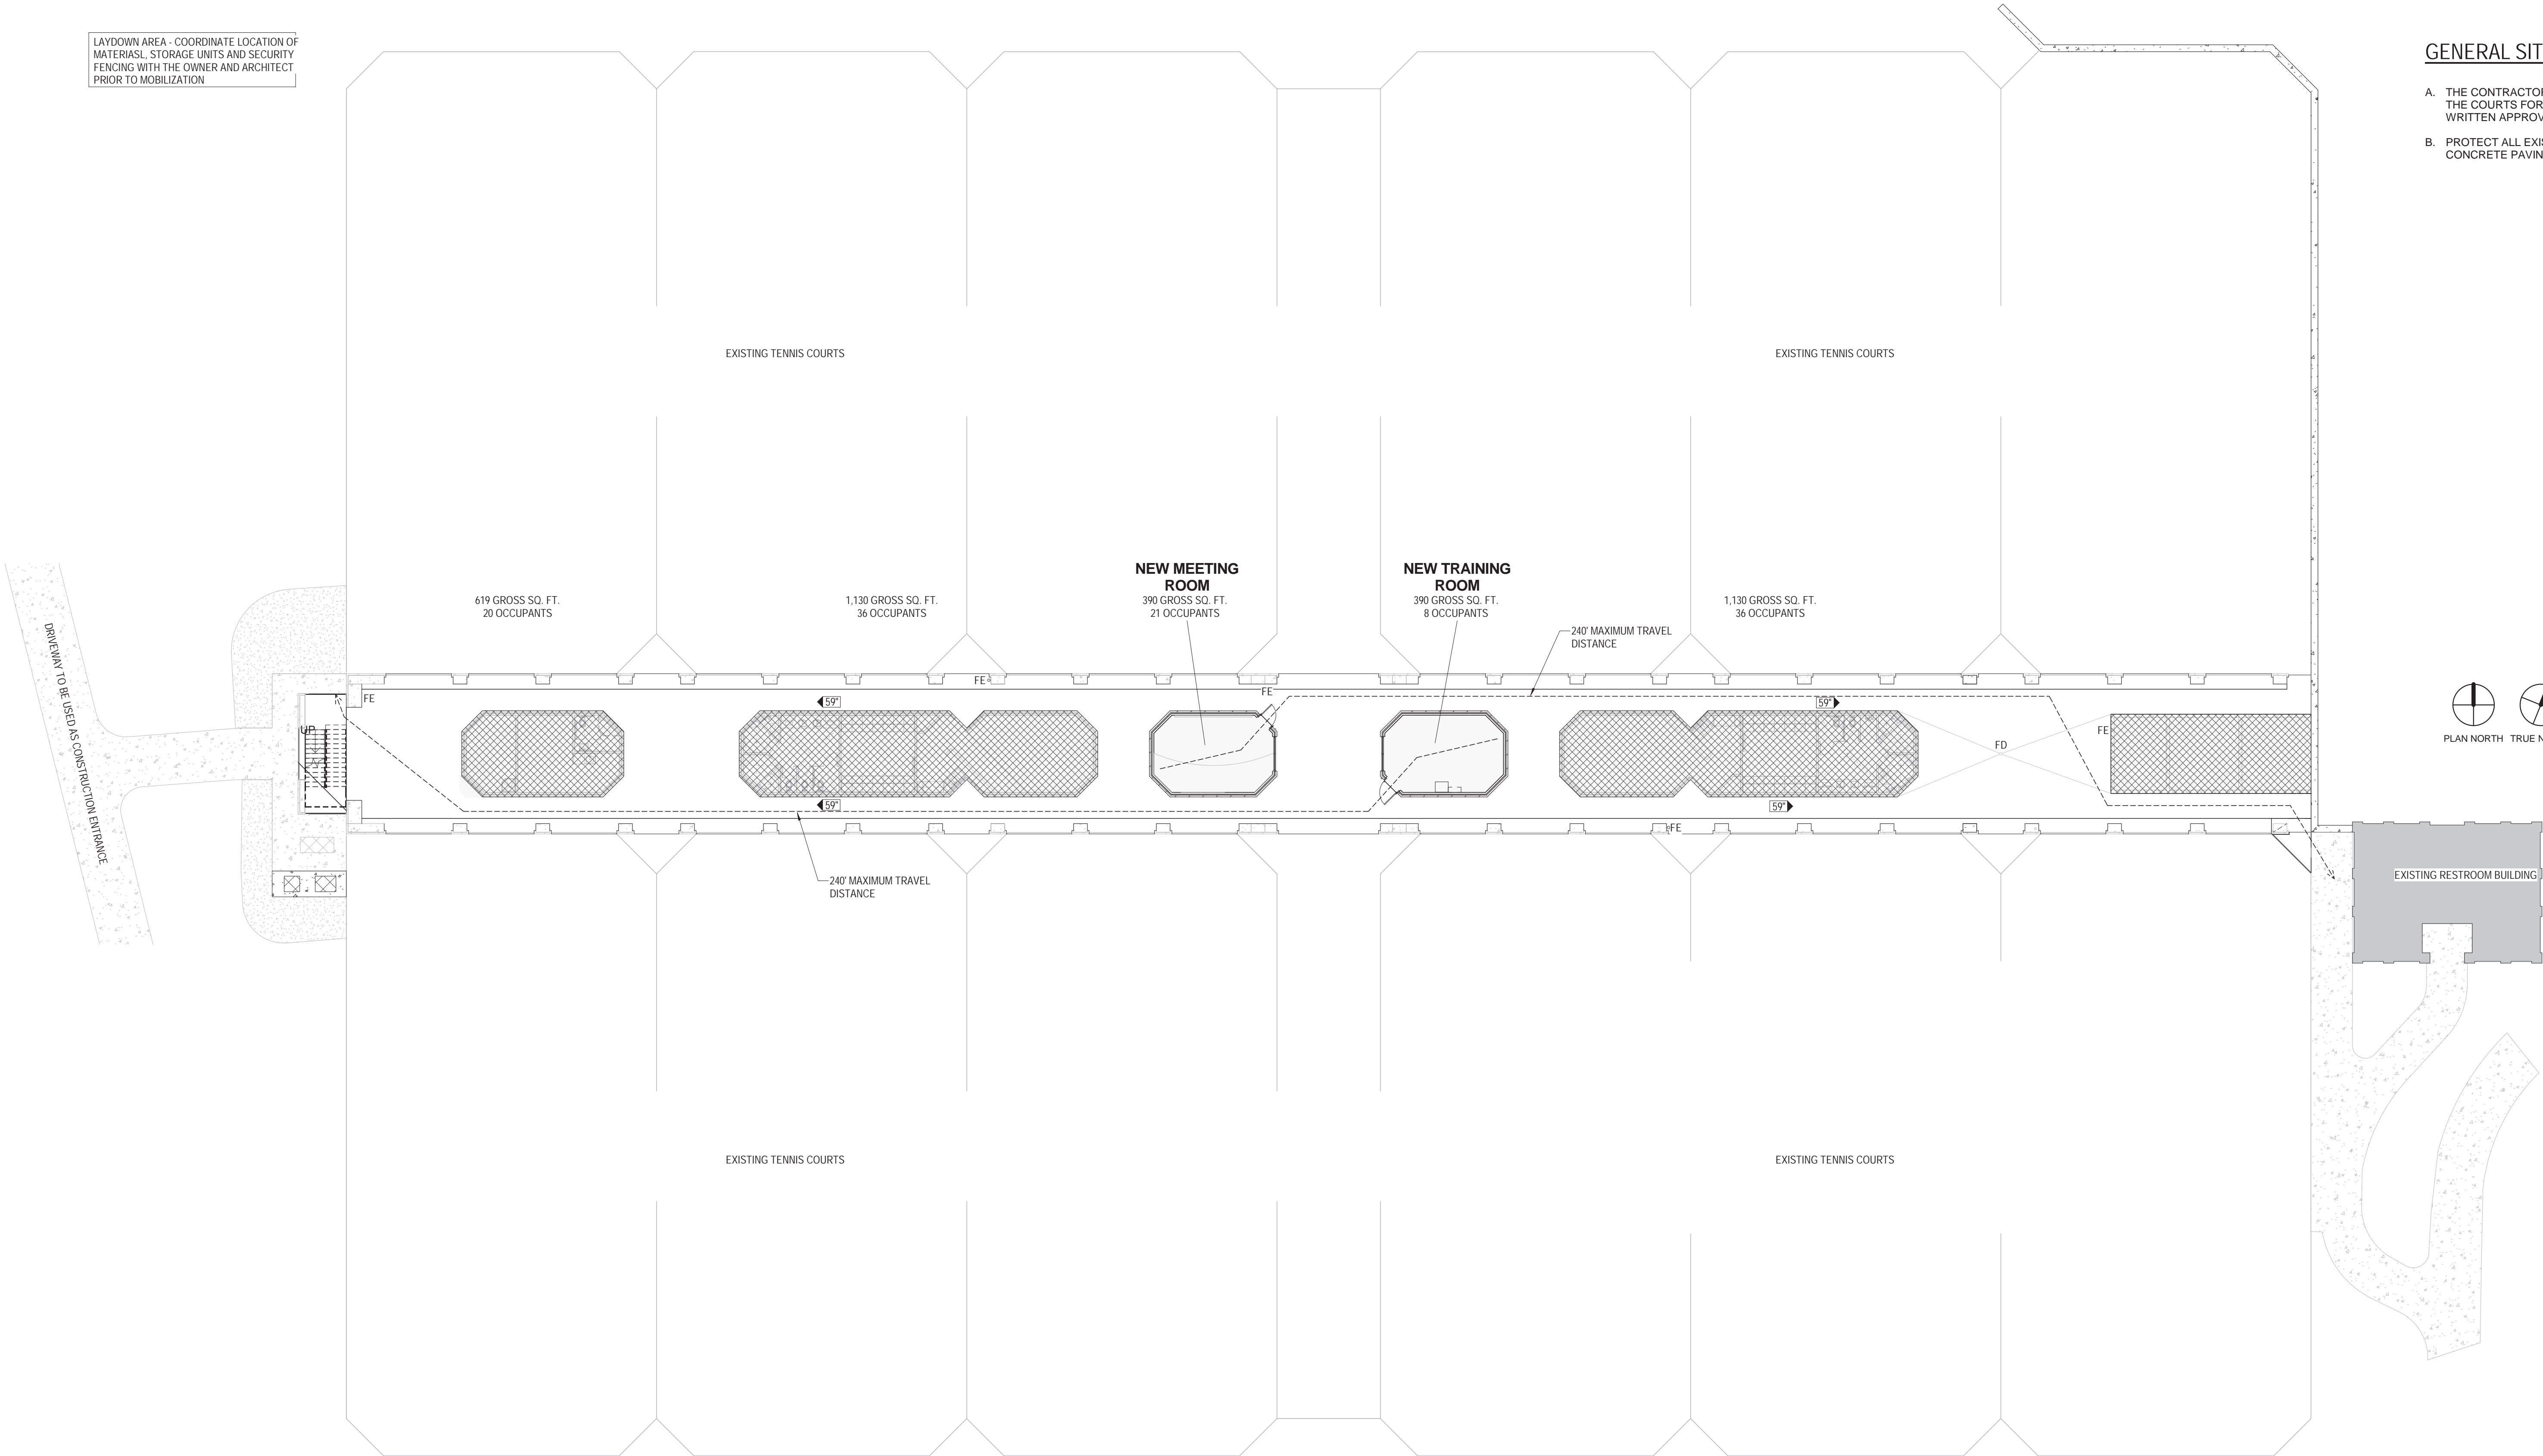 LAYDOWN AREA - COORDINATE LOCATION OF
MATERIASL, STORAGE UNITS AND SECURITY
FENCING WITH THE OWNER AND ARCHITECT
PRIOR TO MOBILIZATION
GENERAL SIT
A. THE CONTRACTOR
THE COURTS FOR
WRITTEN APPROV
B. PROTECT ALL EXIS
CONCRETE PAVIN
EXISTING TENNIS COURTS
EXISTING TENNIS COURTS
NEW MEETING
ROOM
390 GROSS SQ. FT.
21 OCCUPANTS
NEW TRAINING
ROOM
390 GROSS SQ. FT.
8 OCCUPANTS
619 GROSS SQ. FT.
20 OCCUPANTS
1,130 GROSS SQ. FT.
36 OCCUPANTS
1,130 GROSS SQ. FT.
36 OCCUPANTS
240' MAXIMUM TRAVEL
DISTANCE
DRIVEWAY TO BE USED AS CONSTRUCTION ENTRANCE
FE
FE
FE
59"
59"
UP
FD
FE
PLAN NORTH
TRUE N
59"
59"
FE
240' MAXIMUM TRAVEL
DISTANCE
EXISTING RESTROOM BUILDING
EXISTING TENNIS COURTS
EXISTING TENNIS COURTS